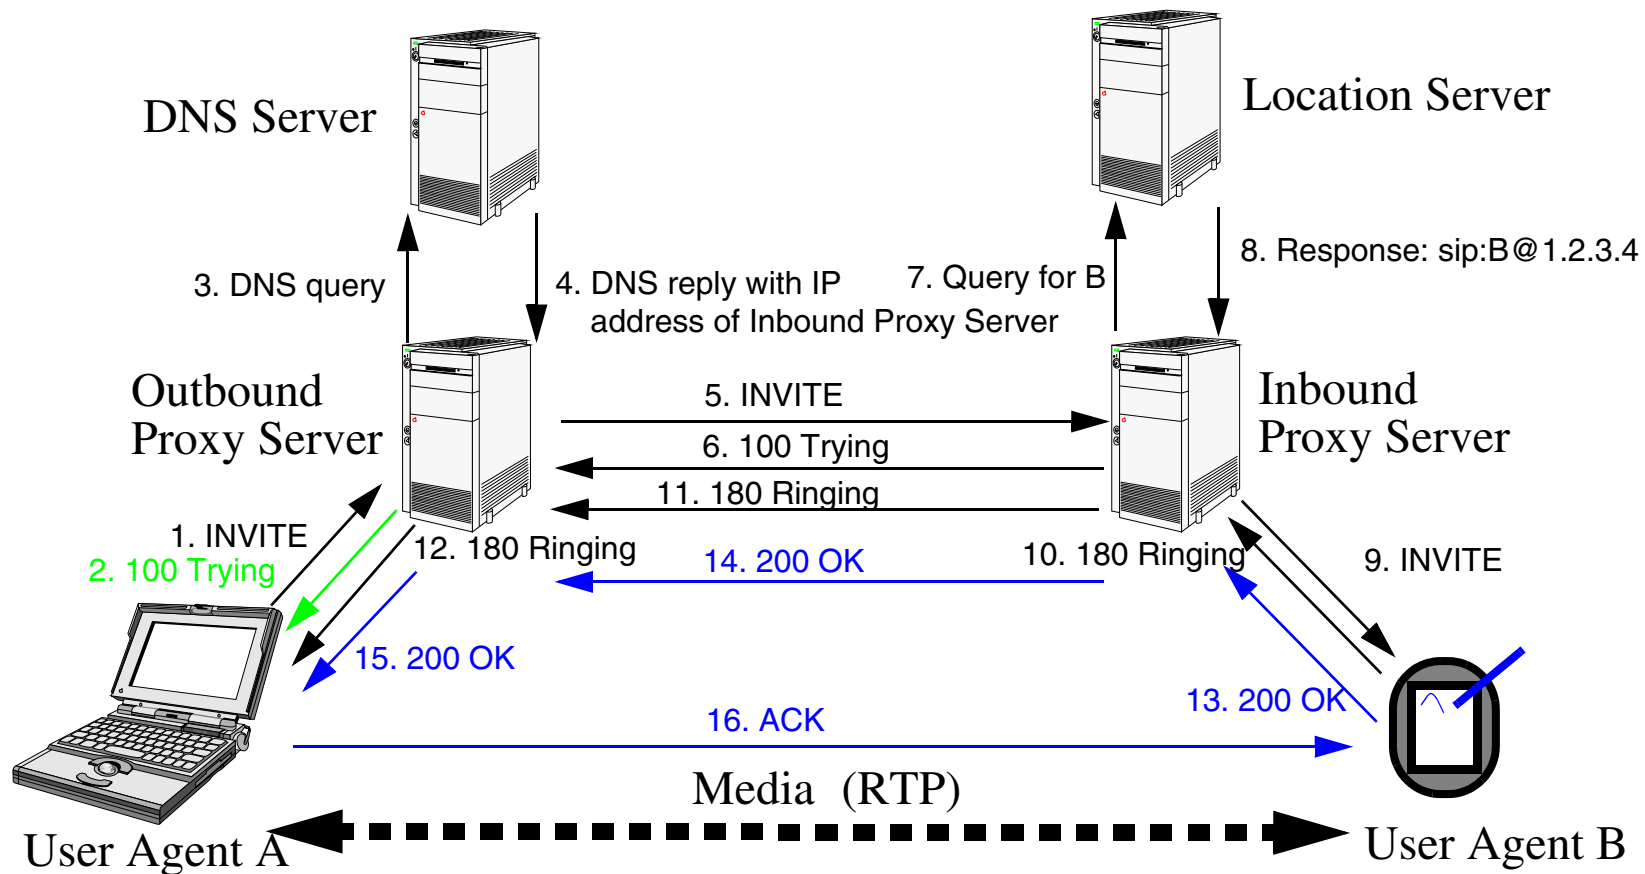 DNS Server
Location Server
3. DNS query
4. DNS reply with IP
address of Inbound Proxy Server
7. Query for B
8. Response: sip:B@1.2.3.4
Outbound
Proxy Server
5. INVITE
6. 100 Trying
11. 180 Ringing
Inbound
Proxy Server
1. INVITE
2. 100 Trying
12. 180 Ringing
14. 200 OK
10. 180 Ringing
9. INVITE
15. 200 OK
13. 200 OK
16. ACK
Media (RTP)
User Agent A
User Agent B